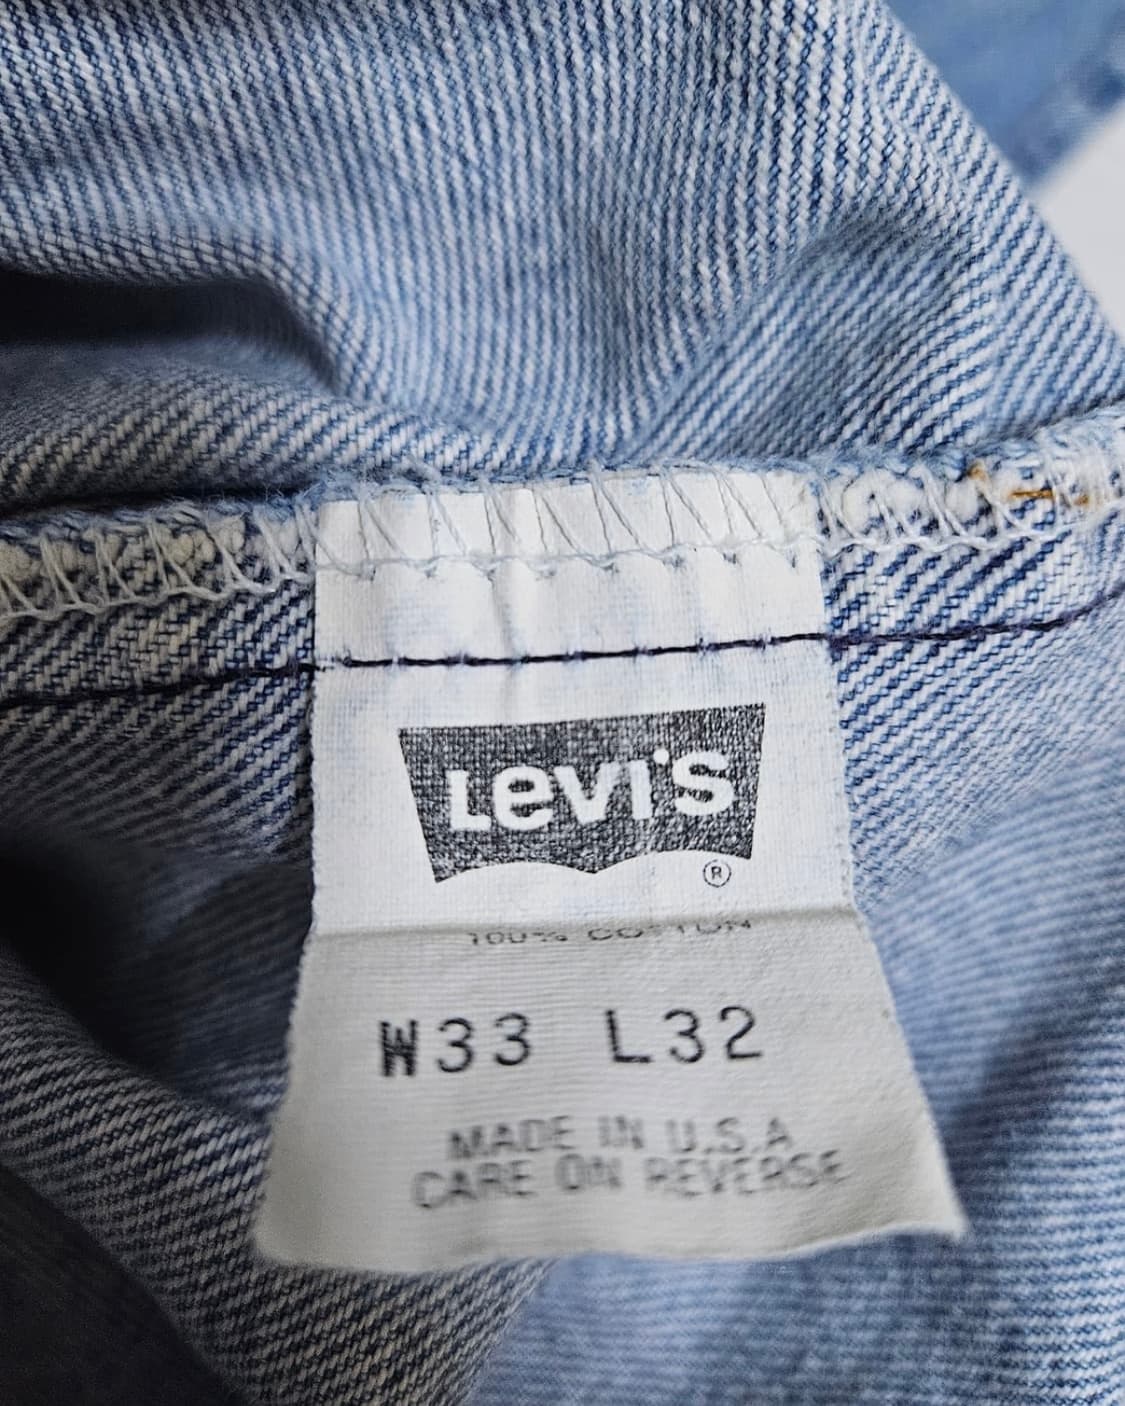 Levi's
®
100% COTTON
W33 L32
MADE IN U.S.A
CARE ON REVERSE